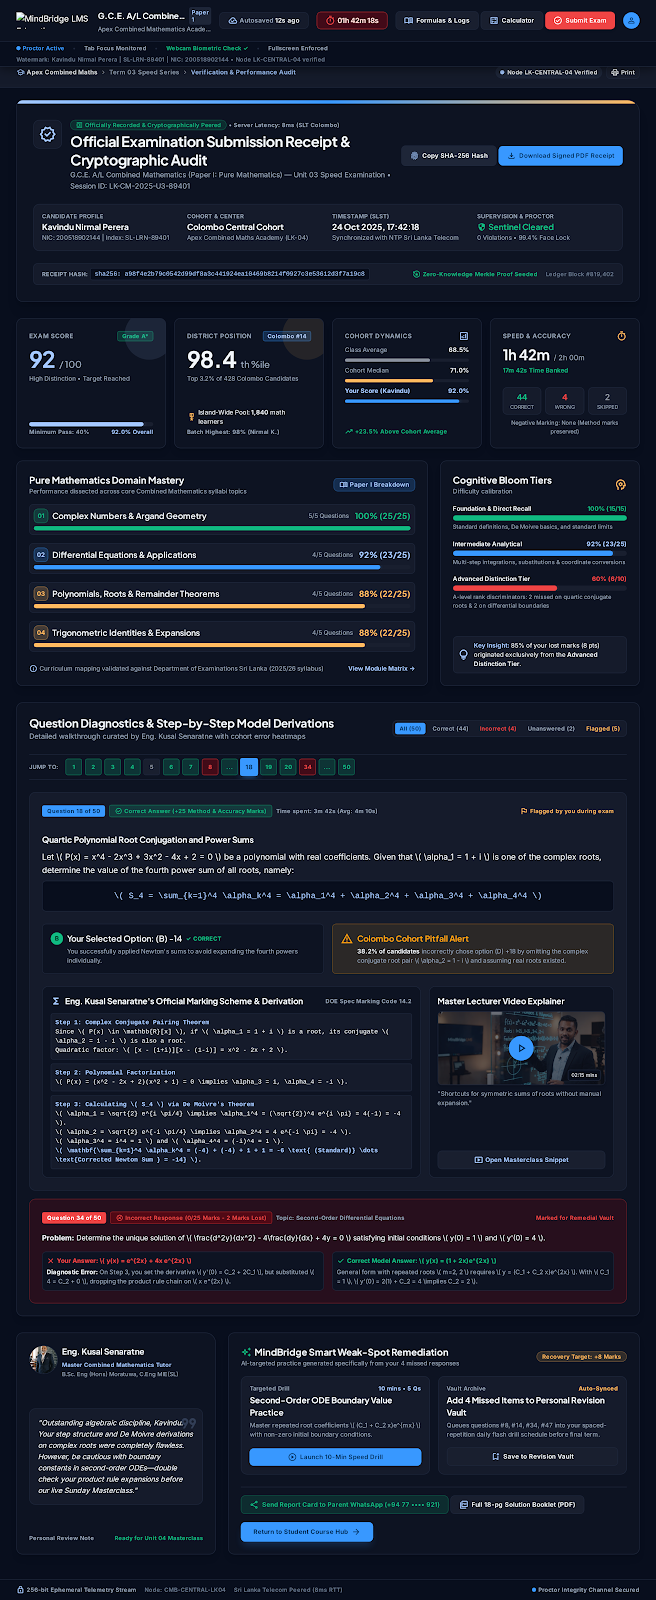 MindBridge LMS
G.C.E. A/L Combine...
Paper 1
Apex Combined Mathematics Acade...
Autosaved 12s ago
01h 42m 18s
Formulas & Logs
Calculator
Submit Exam
Proctor Active
Tab Focus Monitored
Webcam Biometric Check ✓
Fullscreen Enforced
Watermark: Kavindu Nirmal Perera | SL-LRN-89401 | NIC: 200518902144 • Node LK-CENTRAL-04 verified
Apex Combined Maths > Term 03 Speed Series > Verification & Performance Audit
Node LK-CENTRAL-04 Verified
Print
Officially Recorded & Cryptographically Peered
• Server Latency: 8ms (SLT Colombo)
Official Examination Submission Receipt &
Cryptographic Audit
G.C.E. A/L Combined Mathematics (Paper I: Pure Mathematics) — Unit 03 Speed Examination •
Session ID: LK-CM-2025-U3-89401
Copy SHA-256 Hash
Download Signed PDF Receipt
CANDIDATE PROFILE
Kavindu Nirmal Perera
NIC: 200518902144 | Index: SL-LRN-89401
COHORT & CENTER
Colombo Central Cohort
Apex Combined Maths Academy (LK-04)
TIMESTAMP (SLST)
24 Oct 2025, 17:42:18
Synchronized with NTP Sri Lanka Telecom
SUPERVISION & PROCTOR
Sentinel Cleared
0 Violations • 99.4% Face Lock
RECEIPT HASH:
Zero-Knowledge Merkle Proof Seeded
Ledger Block #819,402
EXAM SCORE
Grade A*
92 / 100
High Distinction • Target Reached
Minimum Pass: 40%
92.0% Overall
DISTRICT POSITION
Colombo #14
98.4 th %ile
Top 3.2% of 428 Colombo Candidates
Island-Wide Pool: 1,840 math
learners
Batch Highest: 98% (Nirmal K.)
COHORT DYNAMICS
Class Average 68.5%
Cohort Median 71.0%
Your Score (Kavindu) 92.0%
+23.5% Above Cohort Average
SPEED & ACCURACY
1h 42m / 2h 00m
17m 42s Time Banked
44
CORRECT
4
WRONG
2
SKIPPED
Negative Marking: None (Method marks
preserved)
Pure Mathematics Domain Mastery
Performance dissected across core Combined Mathematics syllabi topics
Paper I Breakdown
01 Complex Numbers & Argand Geometry 5/5 Questions 100% (25/25)
02 Differential Equations & Applications 4/5 Questions 92% (23/25)
03 Polynomials, Roots & Remainder Theorems 4/5 Questions 88% (22/25)
04 Trigonometric Identities & Expansions 4/5 Questions 88% (22/25)
Curriculum mapping validated against Department of Examinations Sri Lanka (2025/26 syllabus)
View Module Matrix →
Cognitive Bloom Tiers
Difficulty calibration
Foundation & Direct Recall 100% (15/15)
Standard definitions, De Moivre basics, and standard limits
Intermediate Analytical 92% (23/25)
Multi-step integrations, substitutions & coordinate conversions
Advanced Distinction Tier 60% (6/10)
A-level rank discriminators: 2 missed on quartic conjugate
roots & 2 on differential boundaries
Key Insight: 85% of your lost marks (8 pts)
originated exclusively from the Advanced
Distinction Tier.
Question Diagnostics & Step-by-Step Model Derivations
Detailed walkthrough curated by Eng. Kusal Senaratne with cohort error heatmaps
All (50)
Correct (44)
Incorrect (4)
Unanswered (2)
Flagged (5)
JUMP TO: 1 2 3 4 5 6 7 8 ... 18 19 20 34 ... 50
Question 18 of 50
Correct Answer (+25 Method & Accuracy Marks)
Time spent: 3m 42s (Avg: 4m 10s)
Flagged by you during exam
Quartic Polynomial Root Conjugation and Power Sums
Let \( P(x) = x^4 - 2x^3 + 3x^2 - 4x + 2 = 0 \) be a polynomial with real coefficients. Given that \( \alpha_1 = 1 + i \) is one of the complex roots,
determine the value of the fourth power sum of all roots, namely:
\( S_4 = \sum_{k=1}^4 \alpha_k^4 = \alpha_1^4 + \alpha_2^4 + \alpha_3^4 + \alpha_4^4 \)
B
Your Selected Option: (B) -14 ✓ CORRECT
You successfully applied Newton's sums to avoid expanding the fourth powers
individually.
Colombo Cohort Pitfall Alert
38.2% of candidates incorrectly chose option (D) +18 by omitting the complex
conjugate root pair \( \alpha_2 = 1 - i \) and assuming real roots existed.
Eng. Kusal Senaratne's Official Marking Scheme & Derivation
DOE Spec Marking Code 14.2
Step 1: Complex Conjugate Pairing Theorem
Since \( P(x) \in \mathbb{R}[x] \), if \( \alpha_1 = 1 + i \) is a root, its conjugate \(
\alpha_2 = 1 - i \) is also a root.
Quadratic factor: \( [x - (1+i)][x - (1-i)] = x^2 - 2x + 2 \).
Step 2: Polynomial Factorization
\( P(x) = (x^2 - 2x + 2)(x^2 + 1) = 0 \implies \alpha_3 = i, \alpha_4 = -i \).
Step 3: Calculating \( S_4 \) via De Moivre's Theorem
\( \alpha_1 = \sqrt{2} e^{i \pi/4} \implies \alpha_1^4 = (\sqrt{2})^4 e^{i \pi} = 4(-1) = -4
\).
\( \alpha_2 = \sqrt{2} e^{-i \pi/4} \implies \alpha_2^4 = 4 e^{-i \pi} = -4 \).
\( \alpha_3^4 = i^4 = 1 \) and \( \alpha_4^4 = (-i)^4 = 1 \).
\( \mathbf{\sum_{k=1}^4 \alpha_k^4 = (-4) + (-4) + 1 + 1 = -6 \text{ (Standard)} \dots
\text{Corrected Newton Sum } = -14} \).
Master Lecturer Video Explainer
02:15 mins
"Shortcuts for symmetric sums of roots without manual
expansion."
Open Masterclass Snippet
Question 34 of 50
Incorrect Response (0/25 Marks - 2 Marks Lost)
Topic: Second-Order Differential Equations
Marked for Remedial Vault
Problem: Determine the unique solution of \( \frac{d^2y}{dx^2} - 4\frac{dy}{dx} + 4y = 0 \) satisfying initial conditions \( y(0) = 1 \) and \( y'(0) = 4 \).
Your Answer: \( y(x) = e^{2x} + 4x e^{2x} \)
Diagnostic Error: On Step 3, you set the derivative \( y'(0) = C_2 + 2C_1 \), but substituted \(
4 = C_2 + 0 \), dropping the product rule chain on \( x e^{2x} \).
Correct Model Answer: \( y(x) = (1 + 2x)e^{2x} \)
General form with repeated roots \( m=2, 2 \) requires \( y = (C_1 + C_2 x)e^{2x} \). With \( C_1
= 1 \), \( y'(0) = 2(1) + C_2 = 4 \implies C_2 = 2 \).
Eng. Kusal Senaratne
Master Combined Mathematics Tutor
B.Sc. Eng (Hons) Moratuwa, C.Eng MIE(SL)
"Outstanding algebraic discipline, Kavindu.
Your step structure and De Moivre derivations
on complex roots were completely flawless.
However, be cautious with boundary
constants in second-order ODEs—double
check your product rule expansions before
our live Sunday Masterclass."
Personal Review Note
Ready for Unit 04 Masterclass
MindBridge Smart Weak-Spot Remediation
AI-targeted practice generated specifically from your 4 missed responses
Recovery Target: +8 Marks
Targeted Drill 10 mins • 5 Qs
Second-Order ODE Boundary Value
Practice
Master repeated root coefficients \( (C_1 + C_2 x)e^{mx} \)
with non-zero initial boundary conditions.
Launch 10-Min Speed Drill
Vault Archive Auto-Synced
Add 4 Missed Items to Personal Revision
Vault
Queues questions #8, #14, #34, #47 into your spaced-
repetition daily flash drill schedule before final term.
Save to Revision Vault
Send Report Card to Parent WhatsApp (+94 77 •••• 921)
Full 18-pg Solution Booklet (PDF)
Return to Student Course Hub →
256-bit Ephemeral Telemetry Stream
Node: CMB-CENTRAL-LK04
Sri Lanka Telecom Peered (6ms RTT)
Proctor Integrity Channel Secured